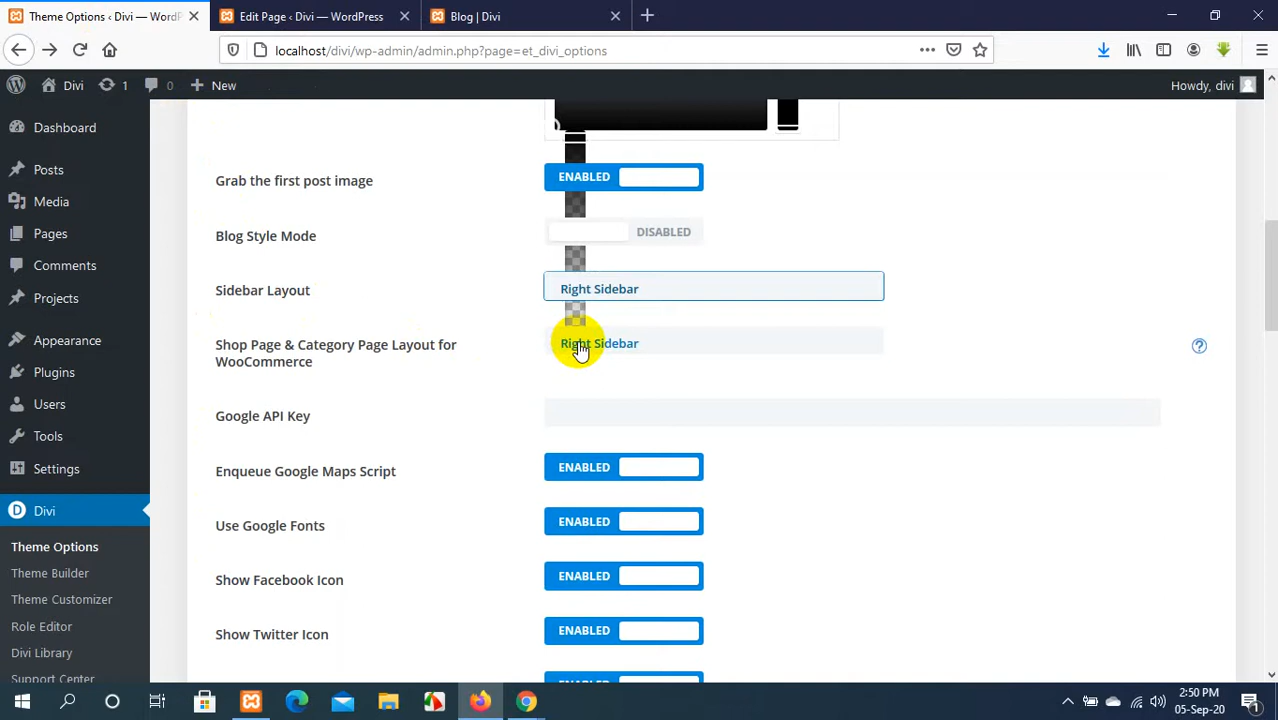 Theme Options ‹ Divi — WordP
Edit Page ‹ Divi — WordPress
Blog | Divi
localhost/divi/wp-admin/admin.php?page=et_divi_options
Divi
1
0
New
Howdy, divi
Dashboard
Posts
Media
Pages
Comments
Projects
Appearance
Plugins
Users
Tools
Settings
Divi
Theme Options
Theme Builder
Theme Customizer
Role Editor
Divi Library
Support Center
Grab the first post image
ENABLED
Blog Style Mode
DISABLED
Sidebar Layout
Right Sidebar
Shop Page & Category Page Layout for
WooCommerce
Right Sidebar
Google API Key
Enqueue Google Maps Script
ENABLED
Use Google Fonts
ENABLED
Show Facebook Icon
ENABLED
Show Twitter Icon
ENABLED
2:50 PM
05-Sep-20